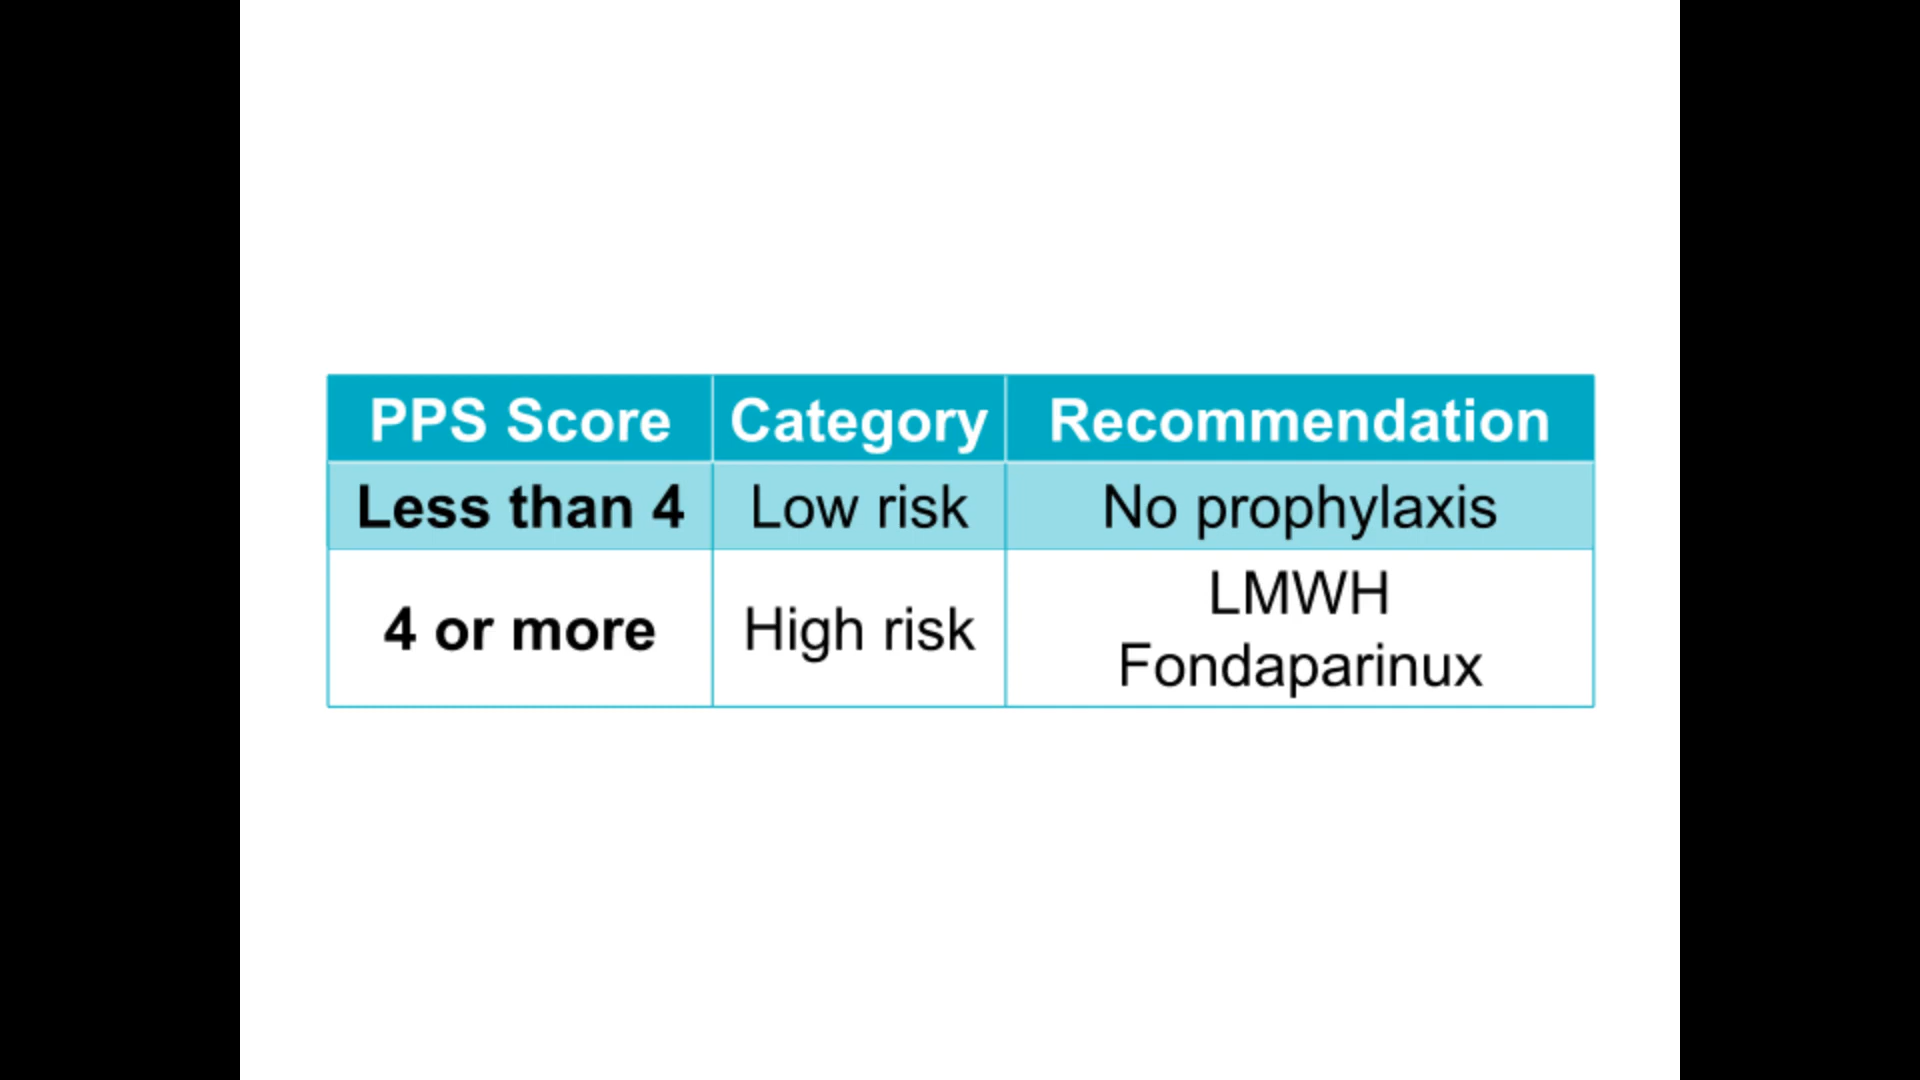 PPS Score Category Recommendation
Less than 4 Low risk No prophylaxis
4 or more High risk LMWH
Fondaparinux